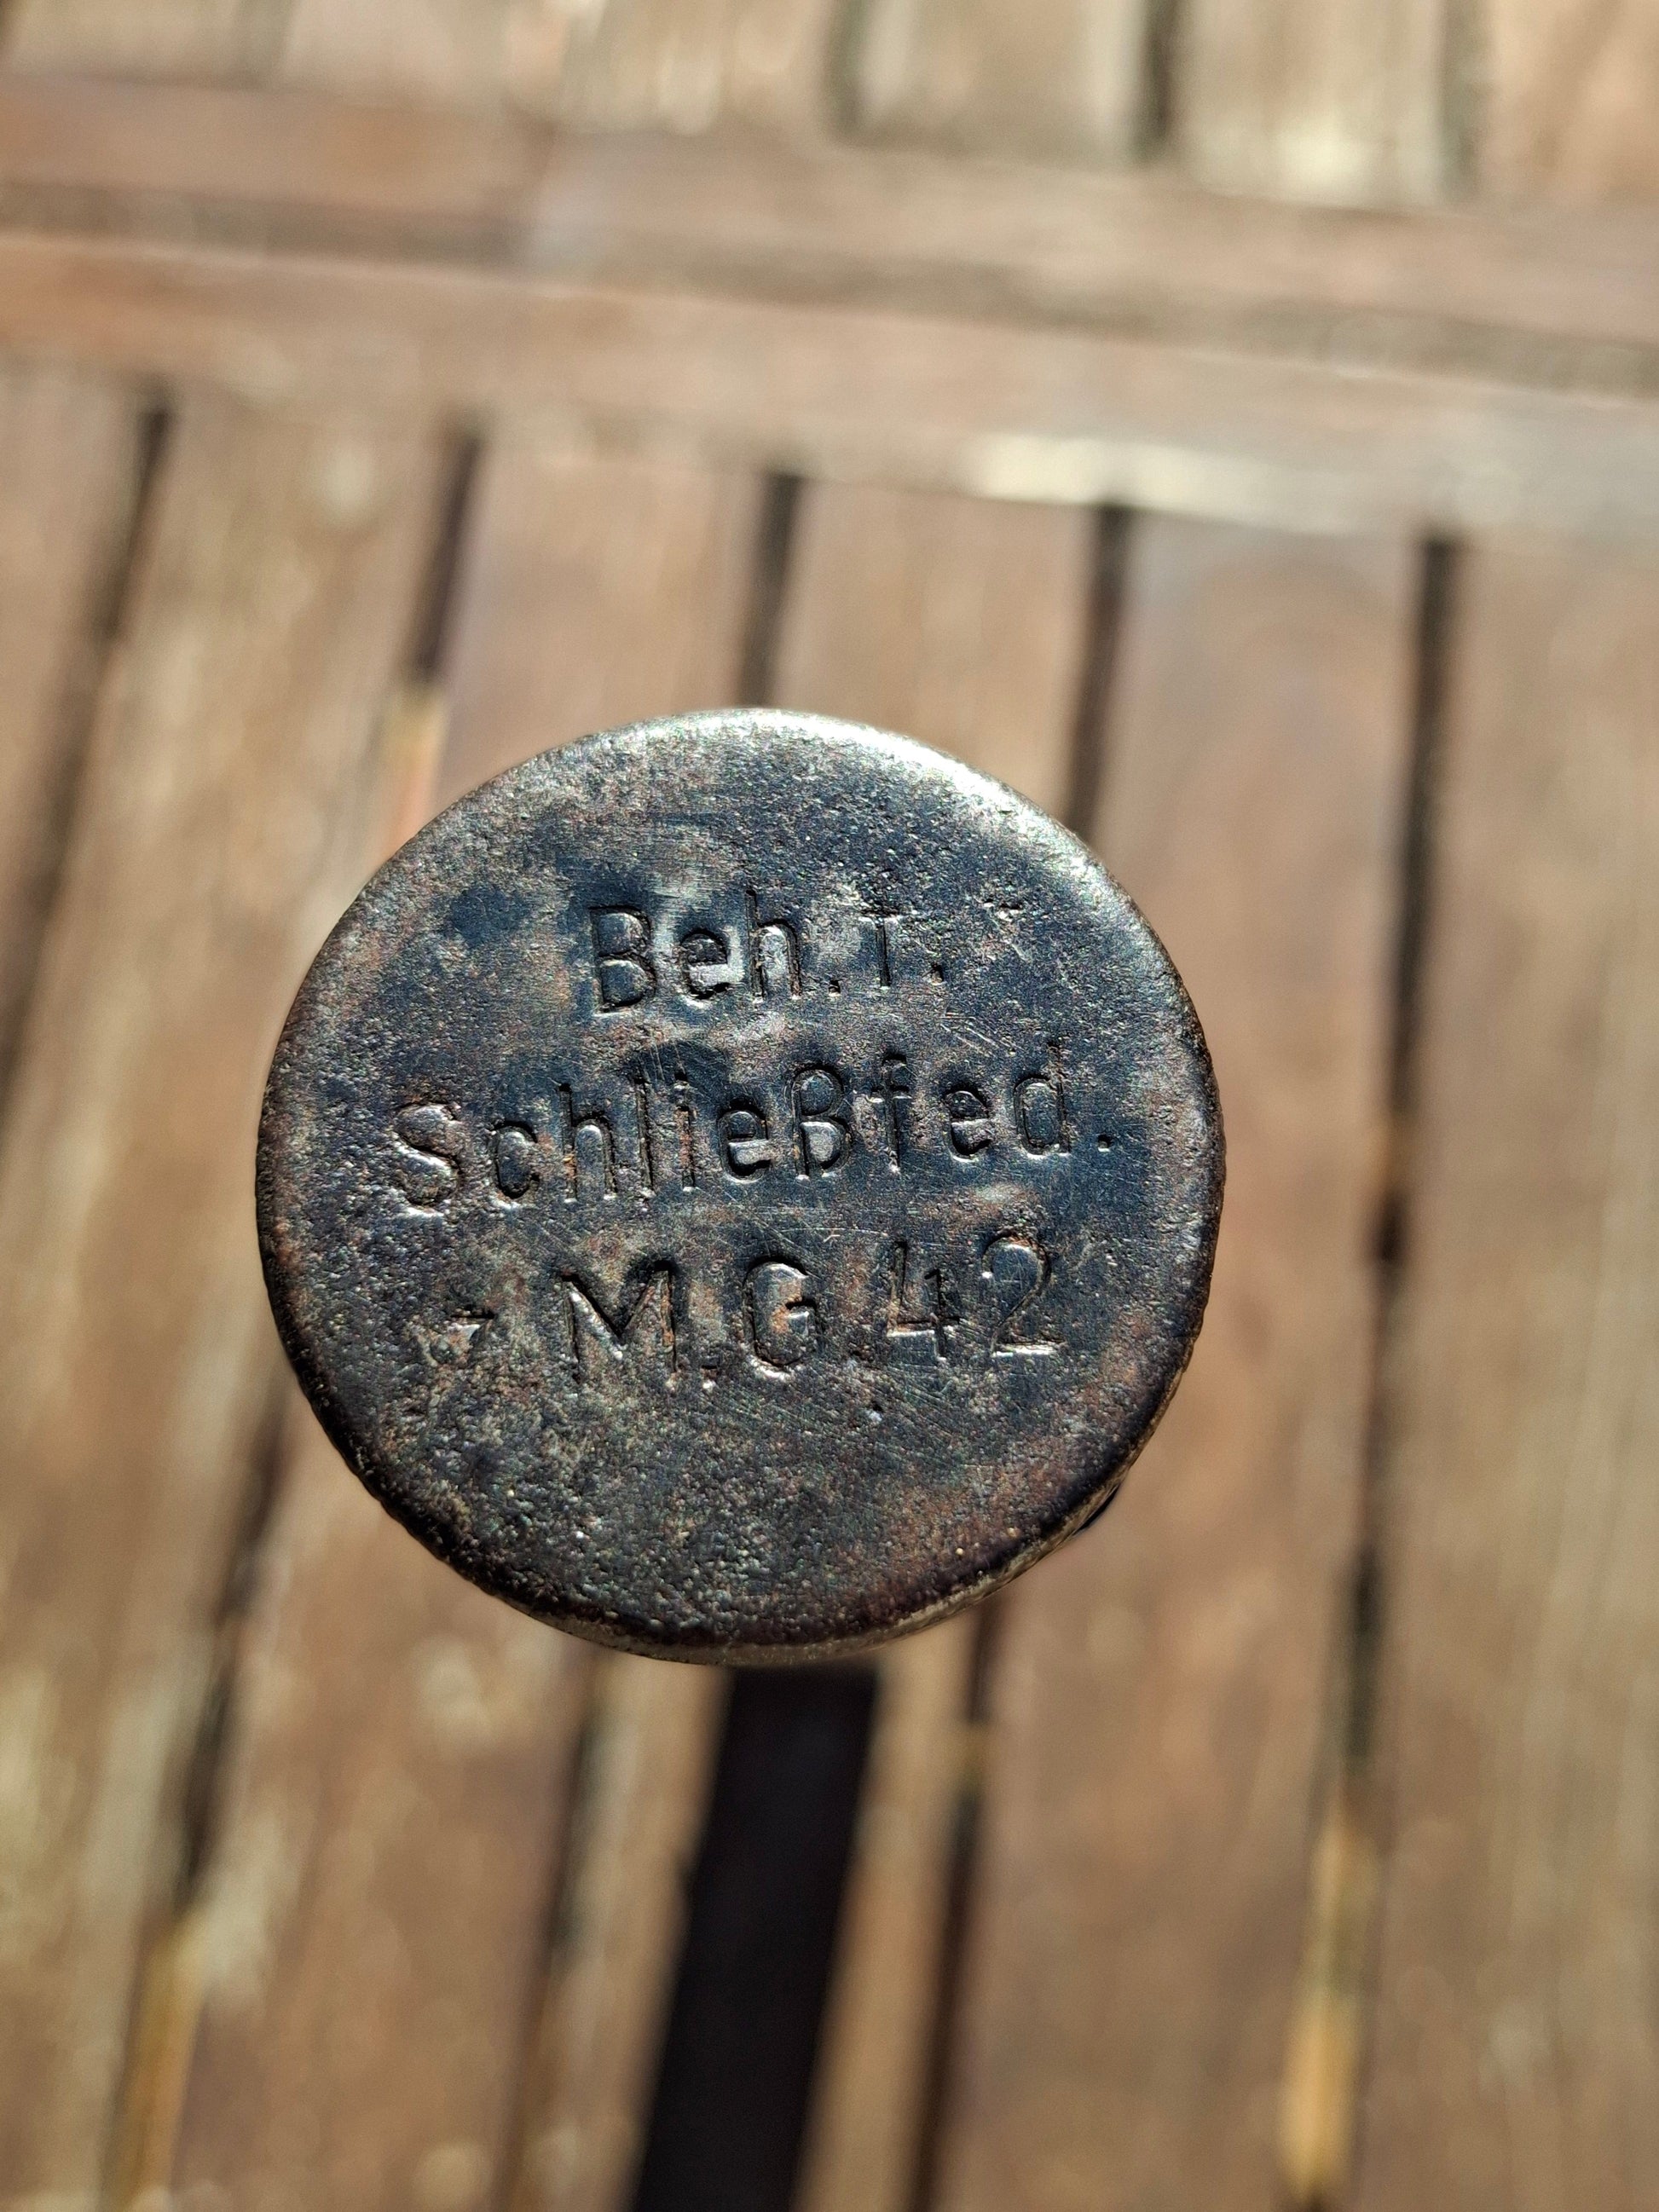 Beh. f.
Schließfed.
- M.G.42